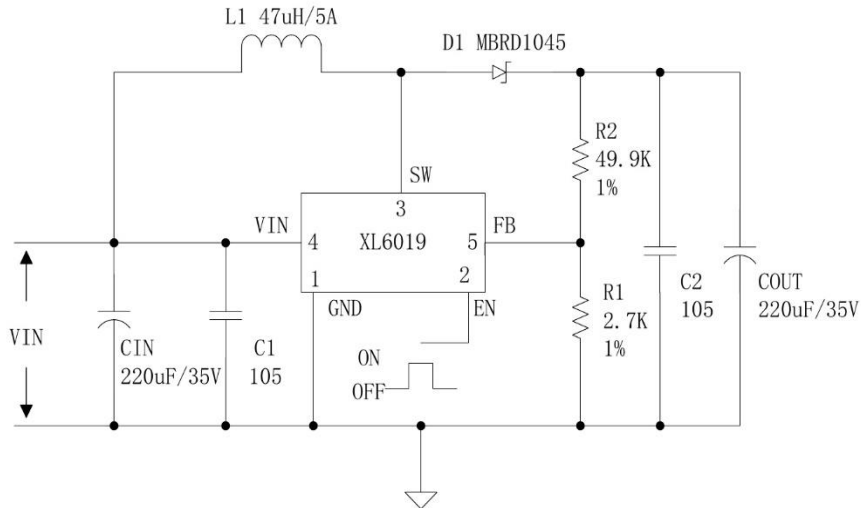 L1 47uH/5A
D1 MBRD1045
R2
49.9K
1%
SW
3
VIN
4
XL6019
5
FB
1
2
GND
EN
R1
2.7K
1%
C2
105
COUT
220uF/35V
VIN
CIN
220uF/35V
C1
105
ON
OFF